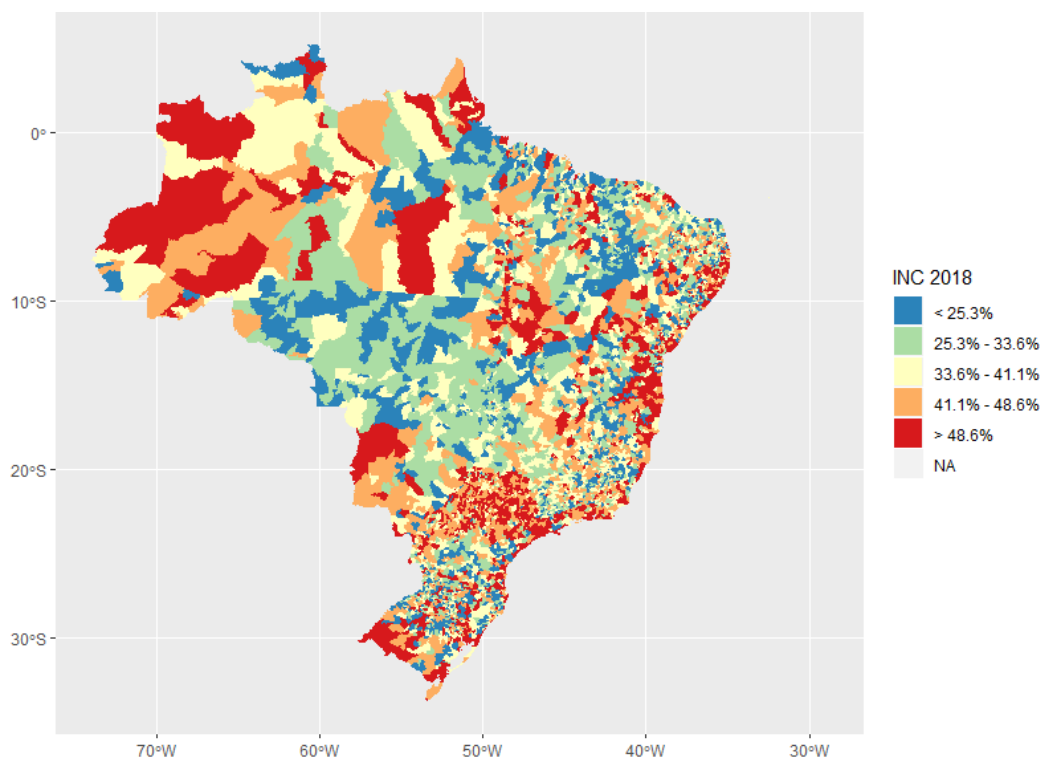 INC 2018
< 25.3%
25.3% - 33.6%
33.6% - 41.1%
41.1% - 48.6%
> 48.6%
NA
0°
10°S
20°S
30°S
70°W
60°W
50°W
40°W
30°W